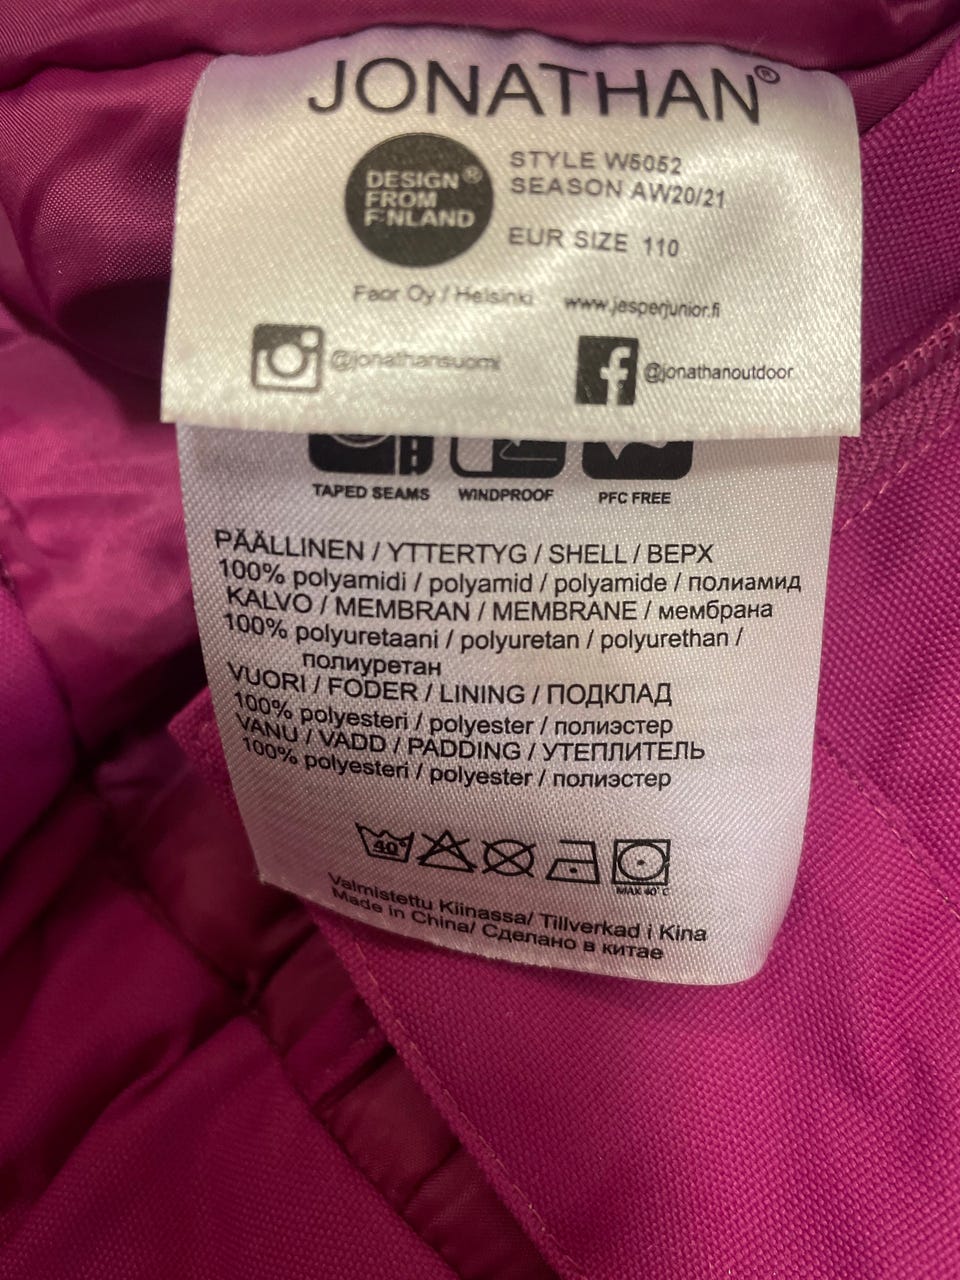 JONATHAN®
DESIGN®
FROM
FINLAND
STYLE W5052
SEASON AW20/21
EUR SIZE 110
Faor Oy / Helsinki www.jesperjunior.fi
@jonathansuomi @jonathanoutdoor
TAPED SEAMS WINDPROOF PFC FREE
PÄÄLLINEN / YTTERTYG / SHELL / ВЕРХ
100% polyamidi / polyamid / polyamide / полиамид
KALVO / MEMBRAN / MEMBRANE / мембрана
100% polyuretaani / polyuretan / polyurethan /
полиуретан
VUORI / FODER / LINING / ПОДКЛАД
100% polyesteri / polyester / полиэстер
VANU / VADD / PADDING / УТЕПЛИТЕЛЬ
100% polyesteri / polyester / полиэстер
40°
MAX 40°C
Valmistettu Kiinassa/ Tillverkad i Kina
Made in China/ Сделано в китае